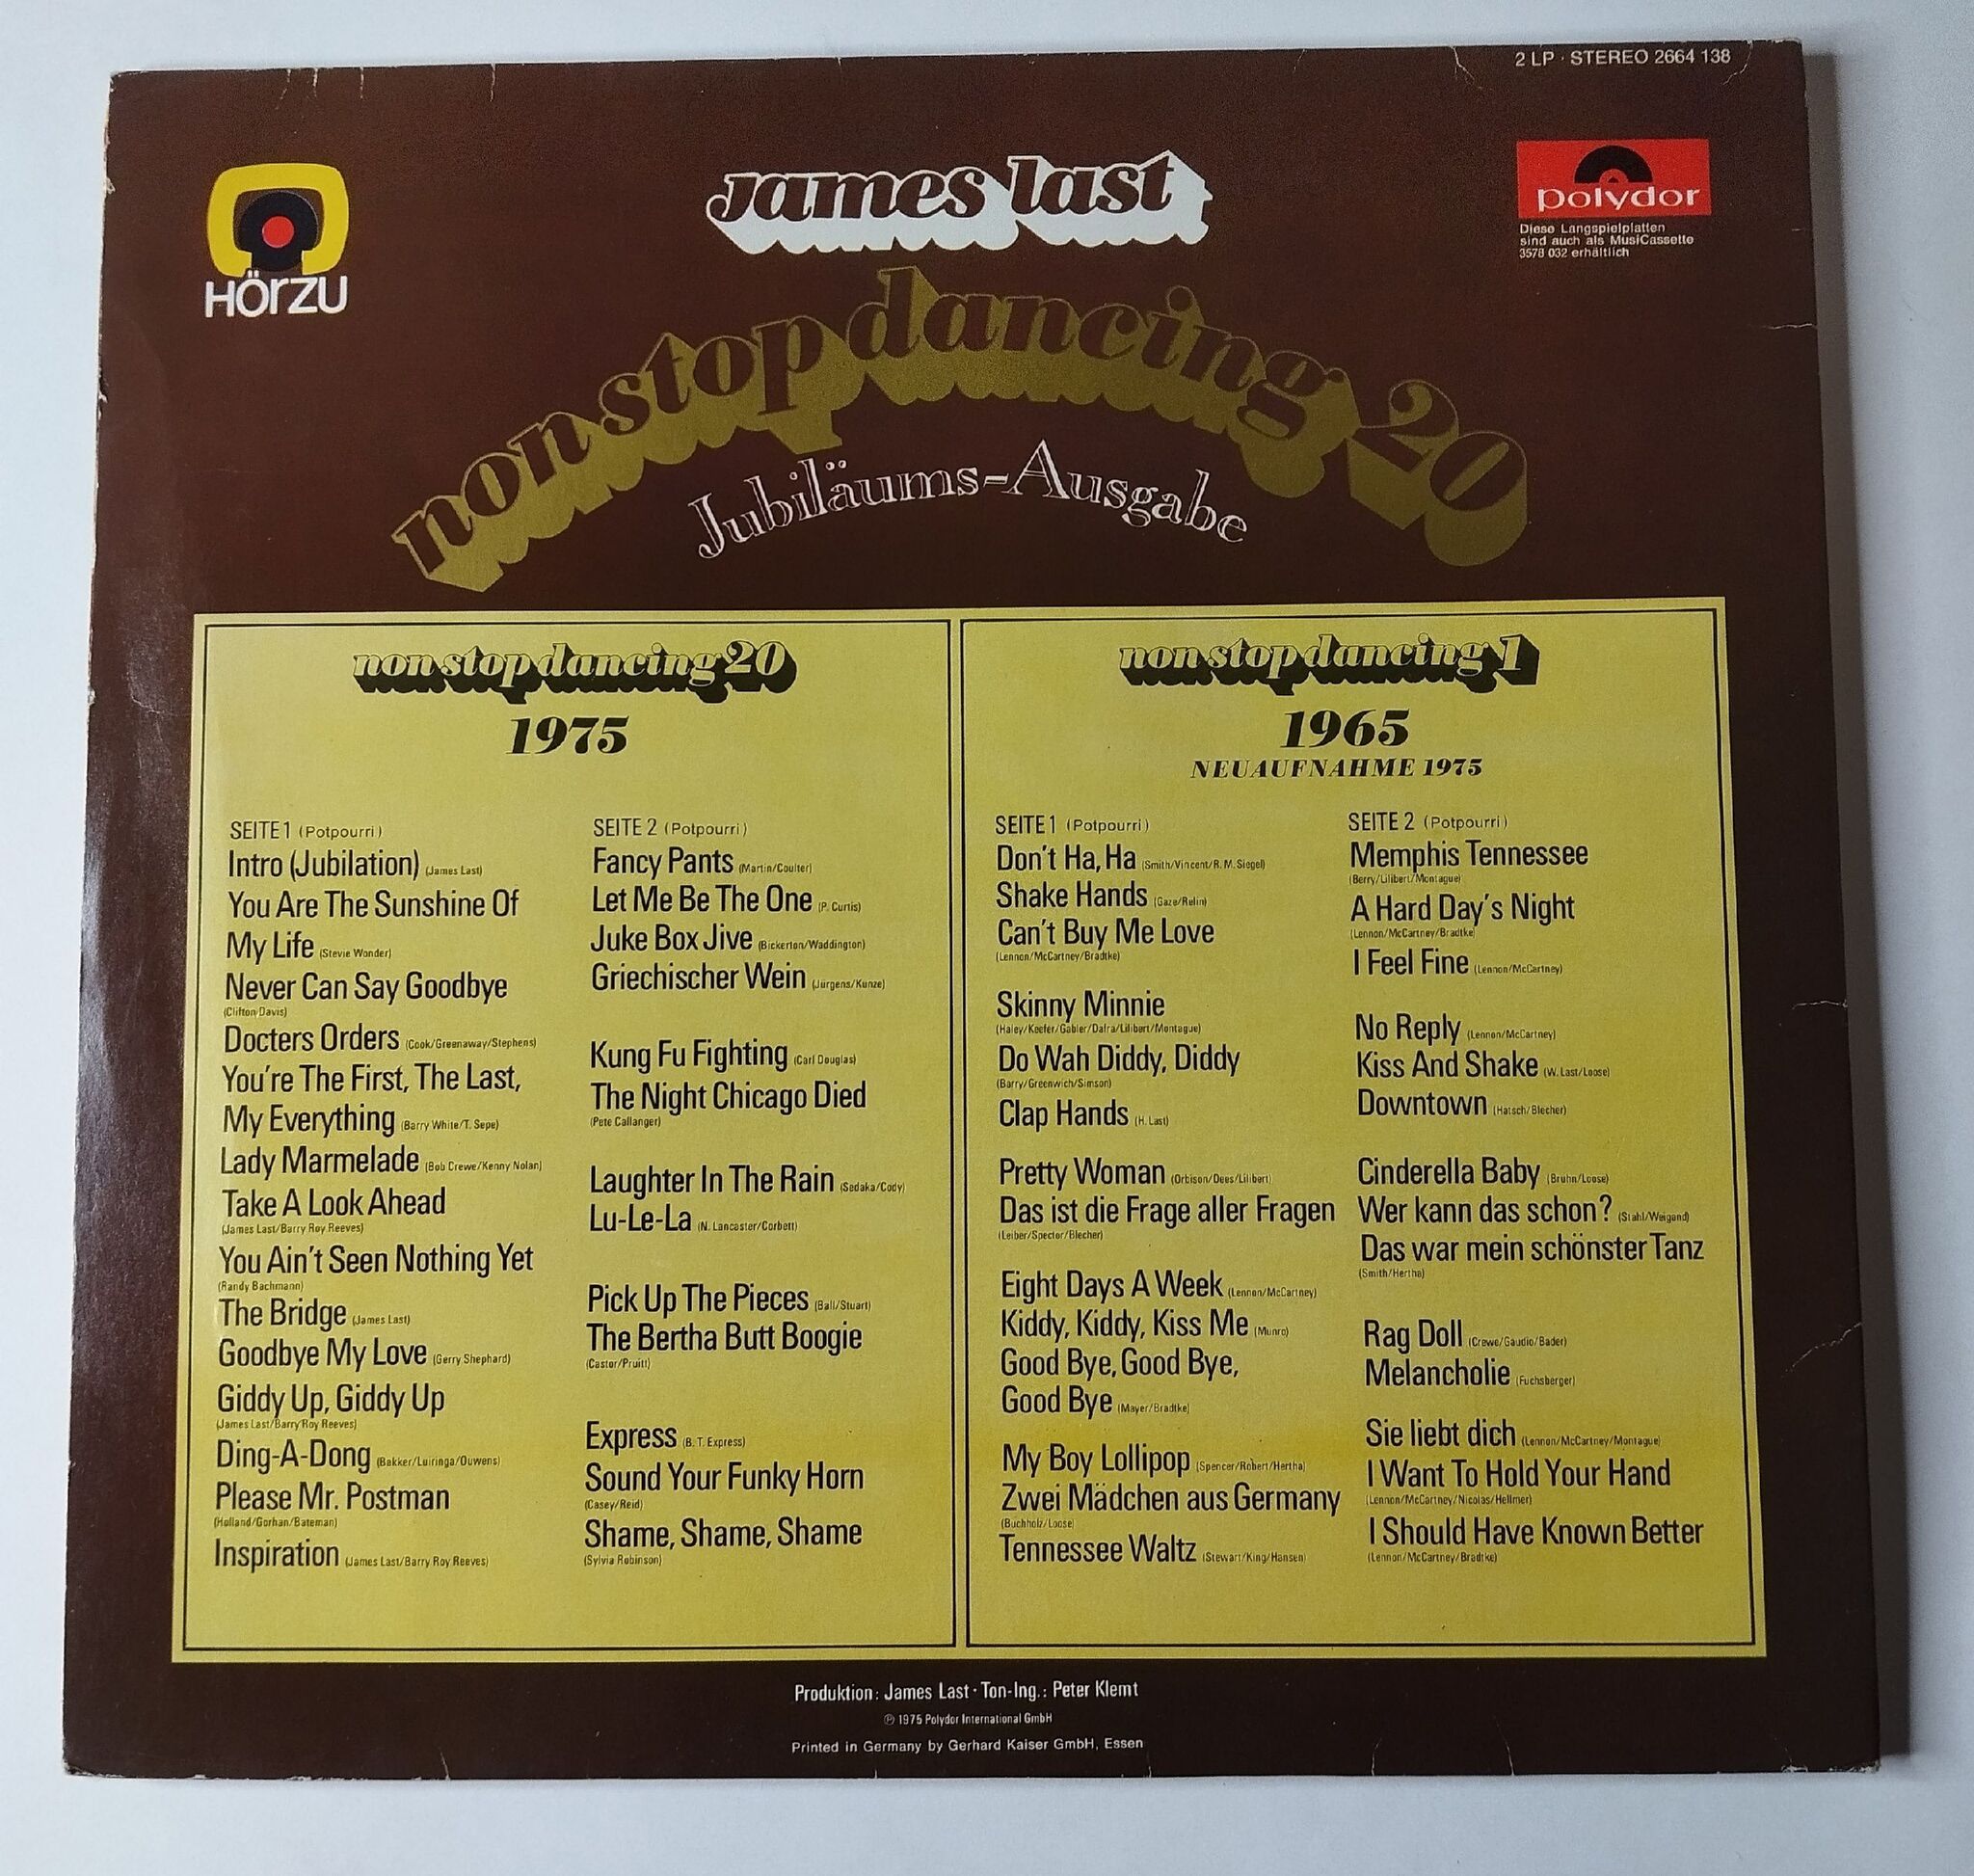 2 LP · STEREO 2664 138
HÖRZU
james last
polydor
Diese Langspielplatten
sind auch als MusiCassette
3578 032 erhältlich
non stop dancing 20
Jubiläums-Ausgabe
non stop dancing 20
1975
SEITE 1 (Potpourri)
Intro (Jubilation) (James Last)
You Are The Sunshine Of
My Life (Stevie Wonder)
Never Can Say Goodbye
(Clifton Davis)
Docters Orders (Cook/Greenaway/Stephens)
You're The First, The Last,
My Everything (Barry White/T. Sepe)
Lady Marmelade (Bob Crewe/Kenny Nolan)
Take A Look Ahead
(James Last/Barry Roy Reeves)
You Ain't Seen Nothing Yet
(Randy Bachmann)
The Bridge (James Last)
Goodbye My Love (Gerry Shephard)
Giddy Up, Giddy Up
(James Last/Barry Roy Reeves)
Ding-A-Dong (Bakker/Luiringa/Ouwens)
Please Mr. Postman
(Holland/Gorhan/Bateman)
Inspiration (James Last/Barry Roy Reeves)
SEITE 2 (Potpourri)
Fancy Pants (Martin/Coulter)
Let Me Be The One (P. Curtis)
Juke Box Jive (Bickerton/Waddington)
Griechischer Wein (Jürgens/Kunze)
Kung Fu Fighting (Carl Douglas)
The Night Chicago Died
(Pete Callanger)
Laughter In The Rain (Sedaka/Cody)
Lu-Le-La (N. Lancaster/Corbett)
Pick Up The Pieces (Ball/Stuart)
The Bertha Butt Boogie
(Castor/Pruitt)
Express (B. T. Express)
Sound Your Funky Horn
(Casey/Reid)
Shame, Shame, Shame
(Sylvia Robinson)
non stop dancing 1
1965
NEUAUFNAHME 1975
SEITE 1 (Potpourri)
Don't Ha, Ha (Smith/Vincent/R. M. Siegel)
Shake Hands (Gaze/Relin)
Can't Buy Me Love
(Lennon/McCartney/Bradtke)
Skinny Minnie
(Haley/Keefer/Gabler/Dafra/Lilibert/Montague)
Do Wah Diddy, Diddy
(Barry/Greenwich/Simson)
Clap Hands (H. Last)
Pretty Woman (Orbison/Dees/Lilibert)
Das ist die Frage aller Fragen
(Leiber/Spector/Blecher)
Eight Days A Week (Lennon/McCartney)
Kiddy, Kiddy, Kiss Me (Munro)
Good Bye, Good Bye,
Good Bye (Mayer/Bradtke)
My Boy Lollipop (Spencer/Robert/Hertha)
Zwei Mädchen aus Germany
(Buchholz/Loose)
Tennessee Waltz (Stewart/King/Hansen)
SEITE 2 (Potpourri)
Memphis Tennessee
(Berry/Lilibert/Montague)
A Hard Day's Night
(Lennon/McCartney/Bradtke)
I Feel Fine (Lennon/McCartney)
No Reply (Lennon/McCartney)
Kiss And Shake (W. Last/Loose)
Downtown (Hatsch/Blecher)
Cinderella Baby (Bruhn/Loose)
Wer kann das schon? (Stahl/Weigand)
Das war mein schönster Tanz
(Smith/Hertha)
Rag Doll (Crewe/Gaudio/Bader)
Melancholie (Fuchsberger)
Sie liebt dich (Lennon/McCartney/Montague)
I Want To Hold Your Hand
(Lennon/McCartney/Nicolas/Hellmer)
I Should Have Known Better
(Lennon/McCartney/Bradtke)
Produktion: James Last · Ton-Ing.: Peter Klemt
℗ 1975 Polydor International GmbH
Printed in Germany by Gerhard Kaiser GmbH, Essen